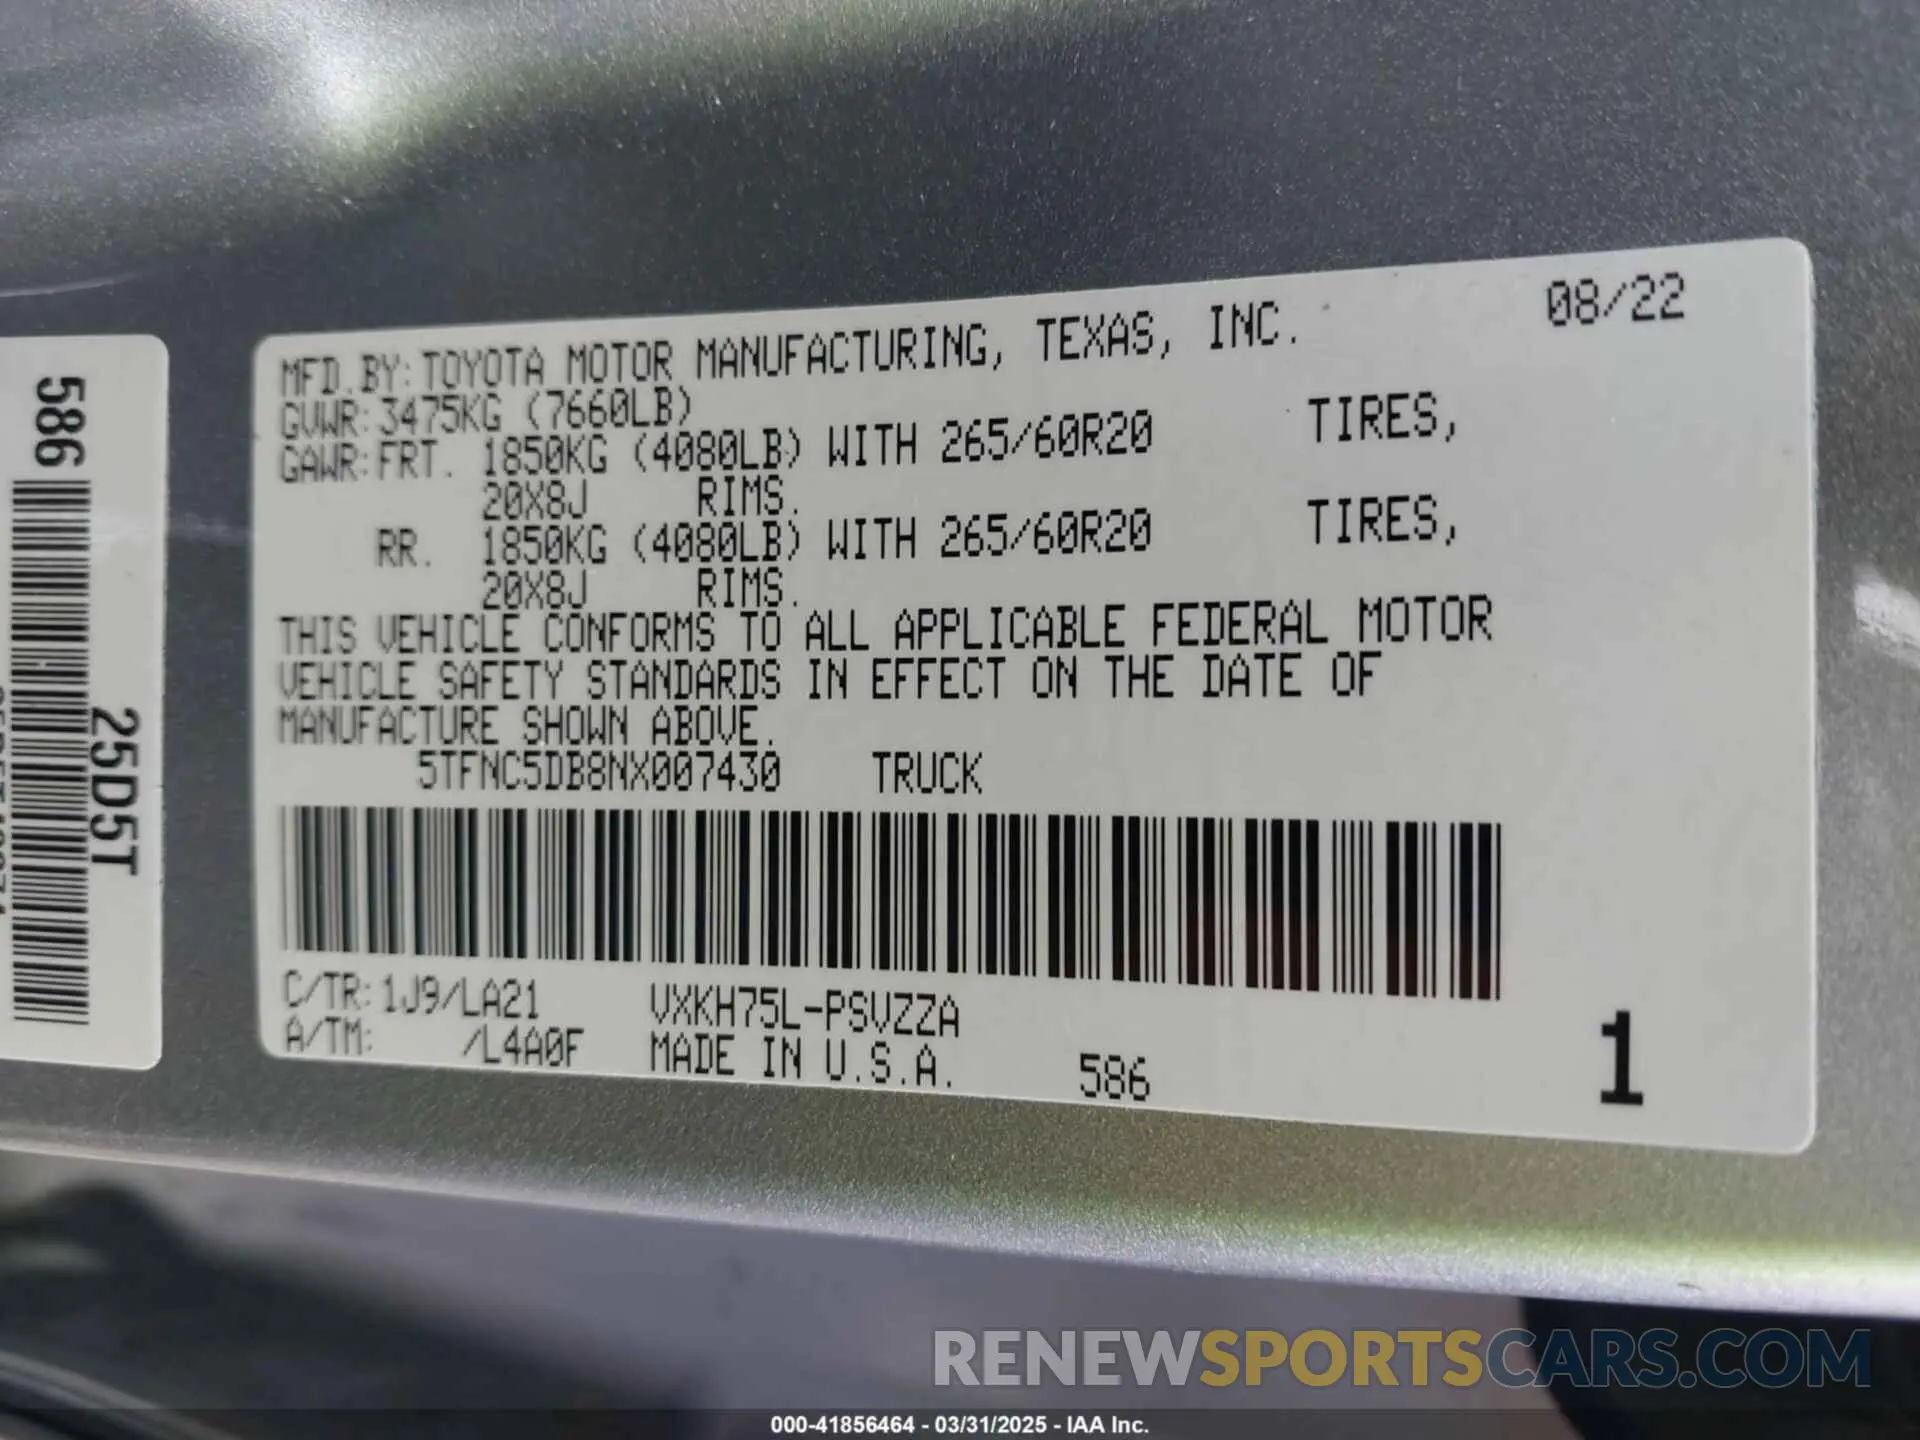 MFD.BY: TOYOTA MOTOR MANUFACTURING, TEXAS, INC. 08/22
GVWR: 3475KG (7660LB)
GAWR: FRT. 1850KG (4080LB) WITH 265/60R20 TIRES,
20X8J RIMS.
RR. 1850KG (4080LB) WITH 265/60R20 TIRES,
20X8J RIMS.
THIS VEHICLE CONFORMS TO ALL APPLICABLE FEDERAL MOTOR
VEHICLE SAFETY STANDARDS IN EFFECT ON THE DATE OF
MANUFACTURE SHOWN ABOVE.
5TFNC5DB8NX007430 TRUCK
C/TR: 1J9/LA21 VXKH75L-PSVZZA
A/TM: /L4A0F MADE IN U.S.A. 586
1
586
25D5T
RENEWSPORTSCARS.COM
000-41856464 - 03/31/2025 - IAA Inc.